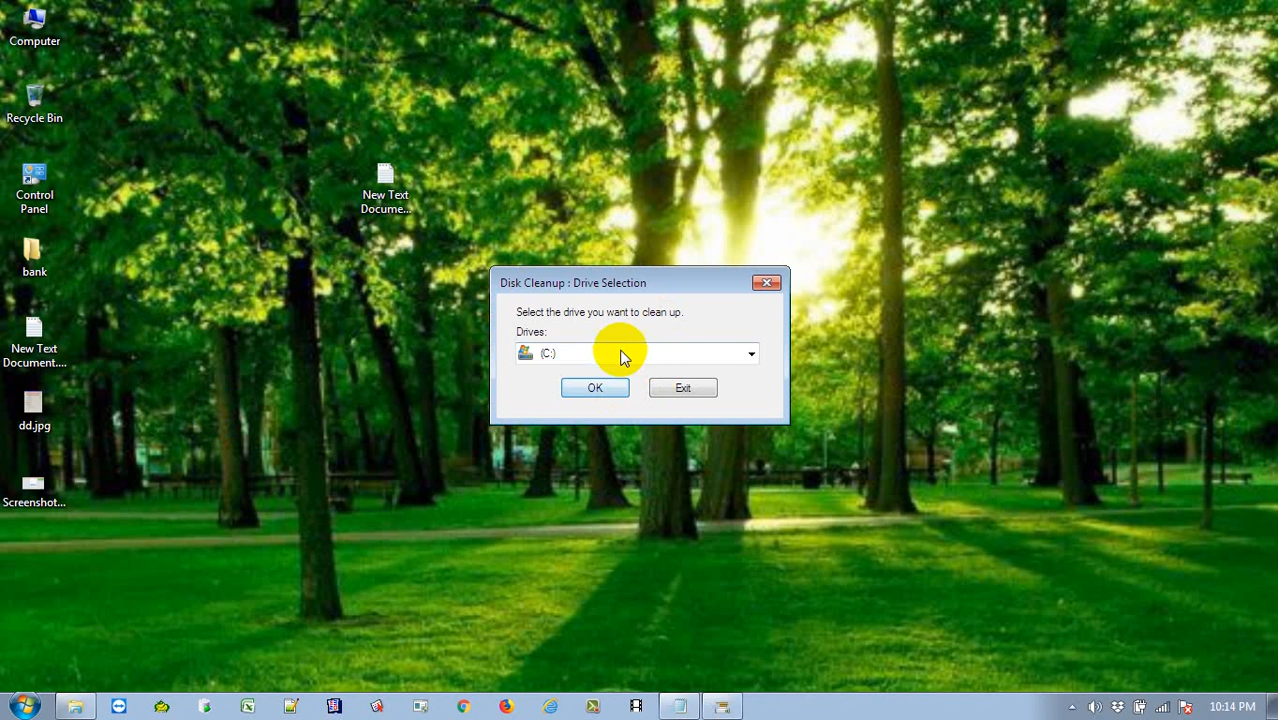 Computer
Recycle Bin
Control
Panel
bank
New Text
Document....
dd.jpg
Screenshot...
New Text
Docume...
Disk Cleanup : Drive Selection
Select the drive you want to clean up.
Drives:
(C:)
OK
Exit
10:14 PM